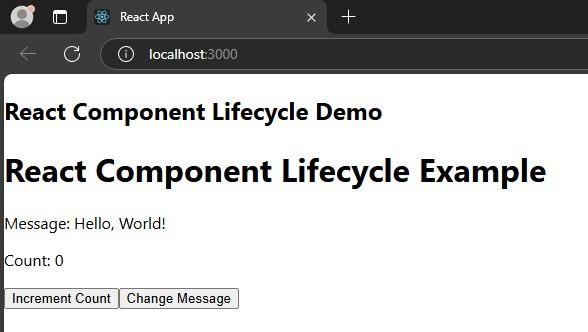 React App
localhost:3000
React Component Lifecycle Demo
React Component Lifecycle Example
Message: Hello, World!
Count: 0
Increment Count Change Message